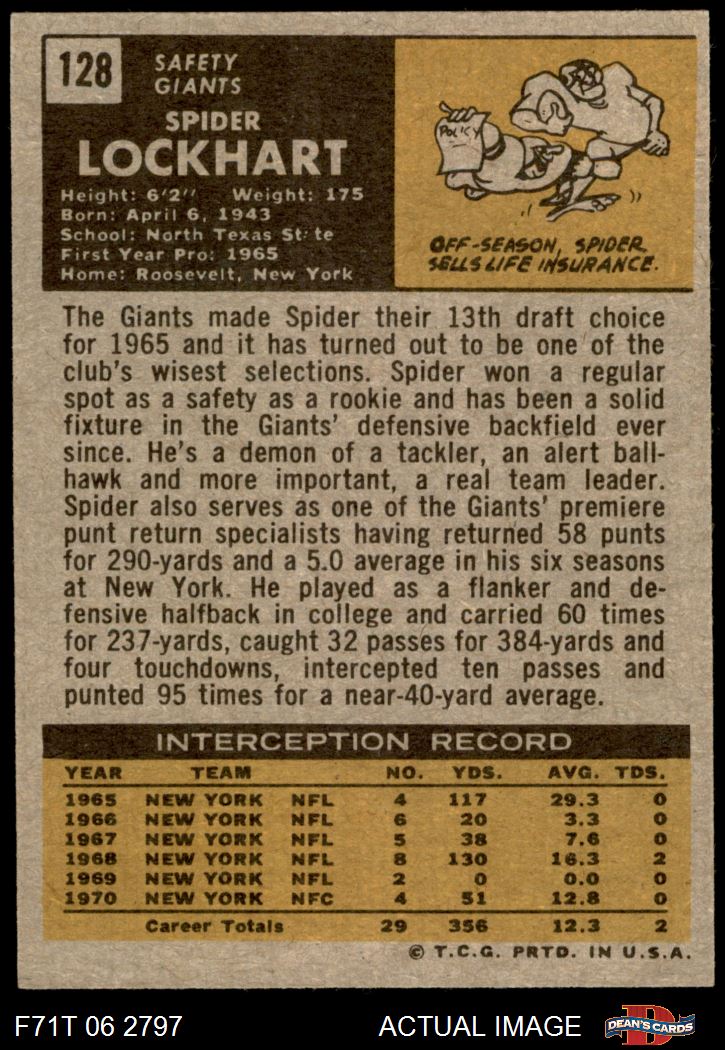 128
SAFETY
GIANTS
SPIDER
LOCKHART
Height: 6'2'' Weight: 175
Born: April 6, 1943
School: North Texas State
First Year Pro: 1965
Home: Roosevelt, New York
POLICY
OFF-SEASON, SPIDER
SELLS LIFE INSURANCE.
The Giants made Spider their 13th draft choice
for 1965 and it has turned out to be one of the
club's wisest selections. Spider won a regular
spot as a safety as a rookie and has been a solid
fixture in the Giants' defensive backfield ever
since. He's a demon of a tackler, an alert ball-
hawk and more important, a real team leader.
Spider also serves as one of the Giants' premiere
punt return specialists having returned 58 punts
for 290-yards and a 5.0 average in his six seasons
at New York. He played as a flanker and de-
fensive halfback in college and carried 60 times
for 237-yards, caught 32 passes for 384-yards and
four touchdowns, intercepted ten passes and
punted 95 times for a near-40-yard average.
INTERCEPTION RECORD
YEAR TEAM NO. YDS. AVG. TDS.
1965 NEW YORK NFL 4 117 29.3 0
1966 NEW YORK NFL 6 20 3.3 0
1967 NEW YORK NFL 5 38 7.6 0
1968 NEW YORK NFL 8 130 16.3 2
1969 NEW YORK NFL 2 0 0.0 0
1970 NEW YORK NFC 4 51 12.8 0
Career Totals 29 356 12.3 2
© T.C.G. PRTD. IN U.S.A.
F71T 06 2797 ACTUAL IMAGE
D
DEAN'S CARDS